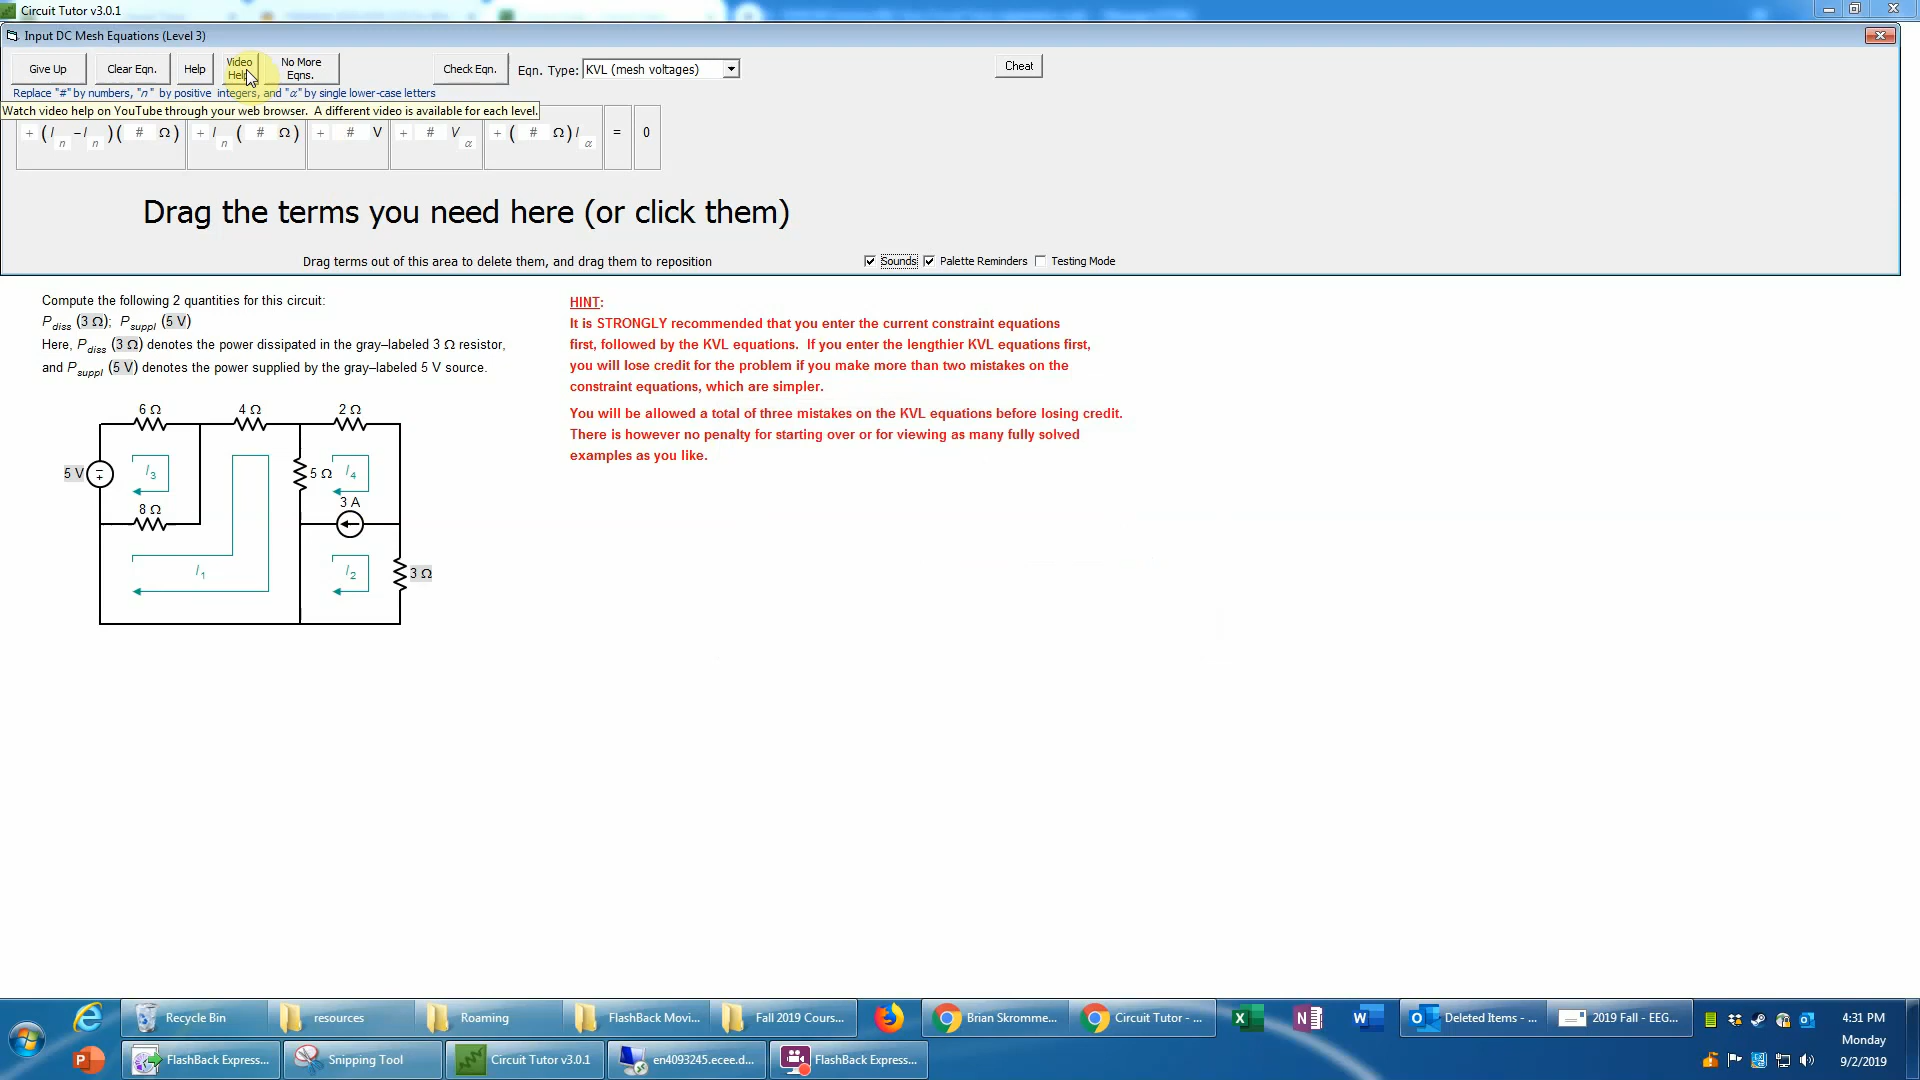 Circuit Tutor v3.0.1
Input DC Mesh Equations (Level 3)
Give Up
Clear Eqn.
Help
Video
Help
No More
Eqns.
Check Eqn.
Eqn. Type:
KVL (mesh voltages)
Cheat
Replace "#" by numbers, "n" by positive integers, and "α" by single lower-case letters
Watch video help on YouTube through your web browser. A different video is available for each level.
+ (I n − I n )( # Ω) + I n ( # Ω) + # V + # V α + ( # Ω) I α = 0
Drag the terms you need here (or click them)
Drag terms out of this area to delete them, and drag them to reposition
Sounds
Palette Reminders
Testing Mode
Compute the following 2 quantities for this circuit:
P diss (3 Ω); P suppl (5 V)
Here, P diss (3 Ω) denotes the power dissipated in the gray–labeled 3 Ω resistor,
and P suppl (5 V) denotes the power supplied by the gray–labeled 5 V source.
HINT:
It is STRONGLY recommended that you enter the current constraint equations
first, followed by the KVL equations. If you enter the lengthier KVL equations first,
you will lose credit for the problem if you make more than two mistakes on the
constraint equations, which are simpler.
You will be allowed a total of three mistakes on the KVL equations before losing credit.
There is however no penalty for starting over or for viewing as many fully solved
examples as you like.
6 Ω
4 Ω
2 Ω
5 V
− +
I3
5 Ω
I4
8 Ω
3 A
I1
I2
3 Ω
Recycle Bin
resources
Roaming
FlashBack Movi...
Fall 2019 Cours...
Brian Skromme...
Circuit Tutor - ...
Deleted Items - ...
2019 Fall - EEG...
4:31 PM
Monday
9/2/2019
FlashBack Express...
Snipping Tool
Circuit Tutor v3.0.1
en4093245.ecee.d...
FlashBack Express...